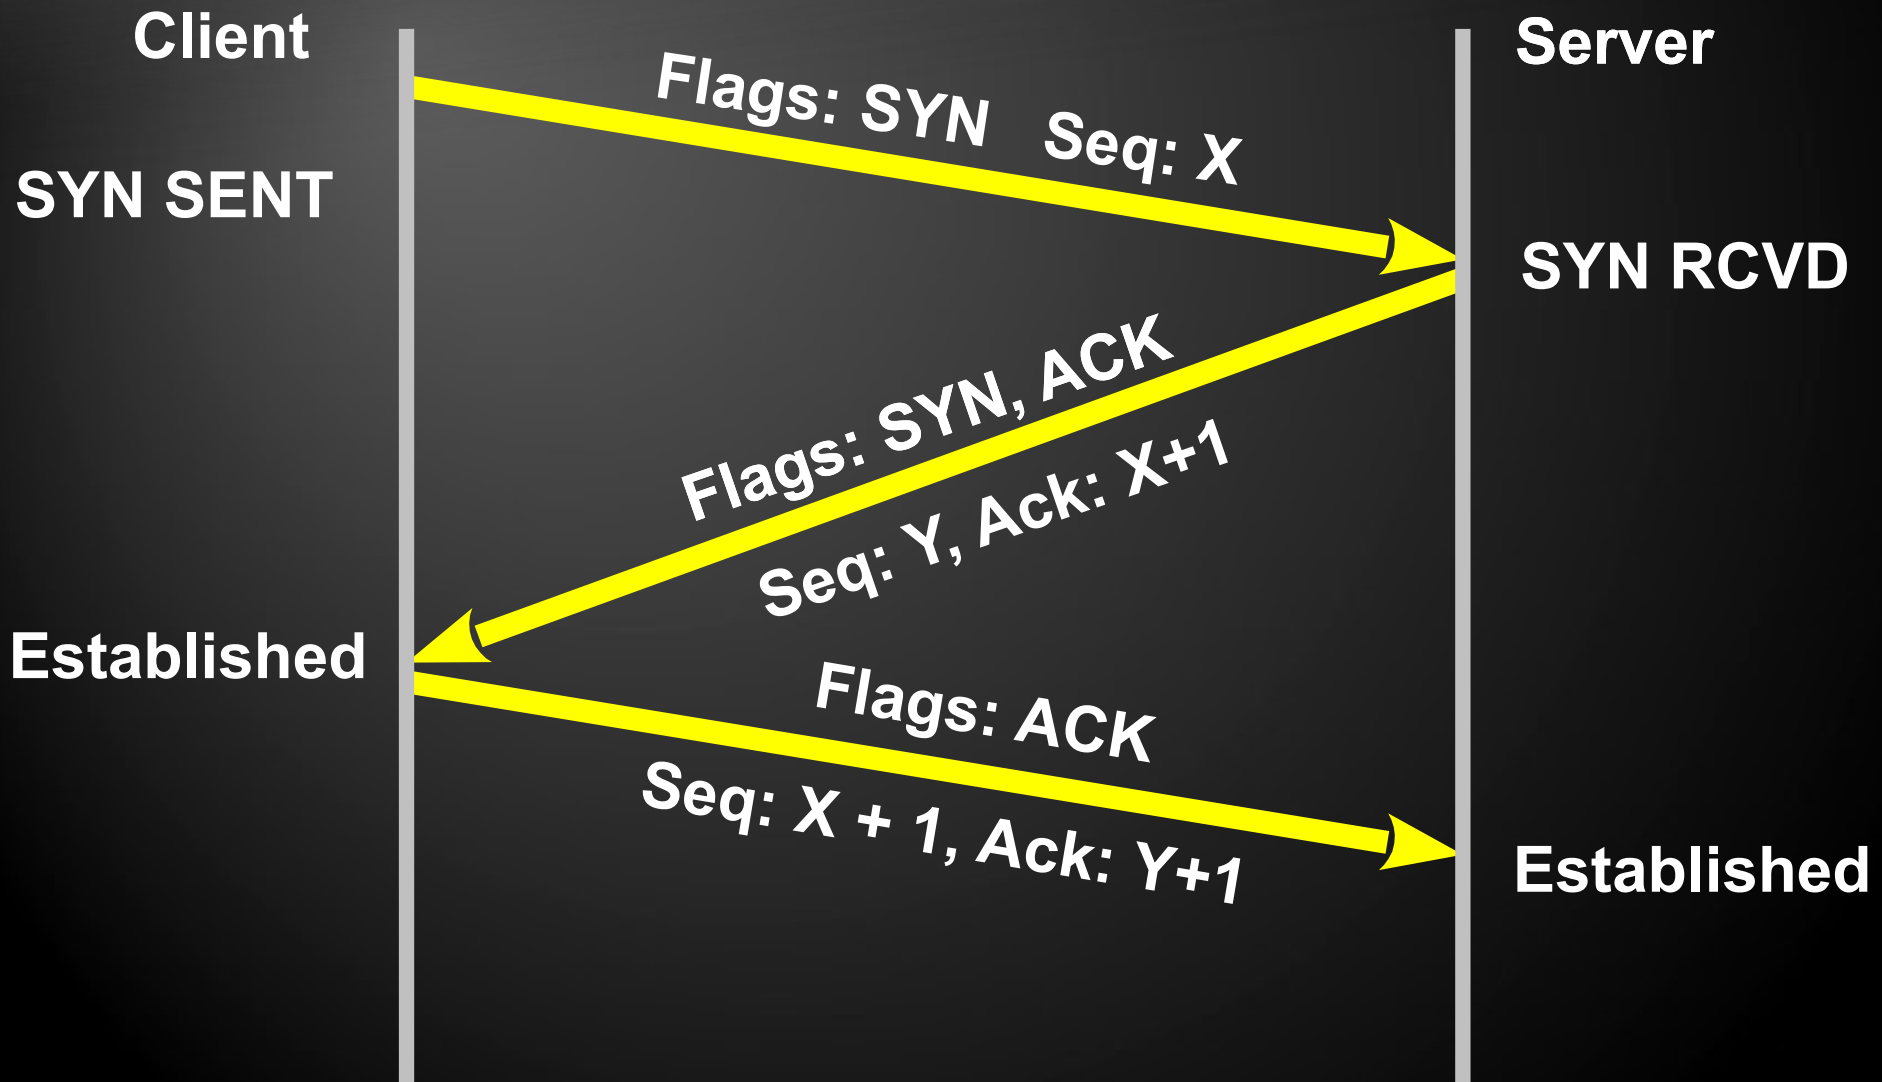 Client
Server
Flags: SYN Seq: X
SYN SENT
SYN RCVD
Flags: SYN, ACK
Seq: Y, Ack: X+1
Established
Flags: ACK
Seq: X + 1, Ack: Y+1
Established